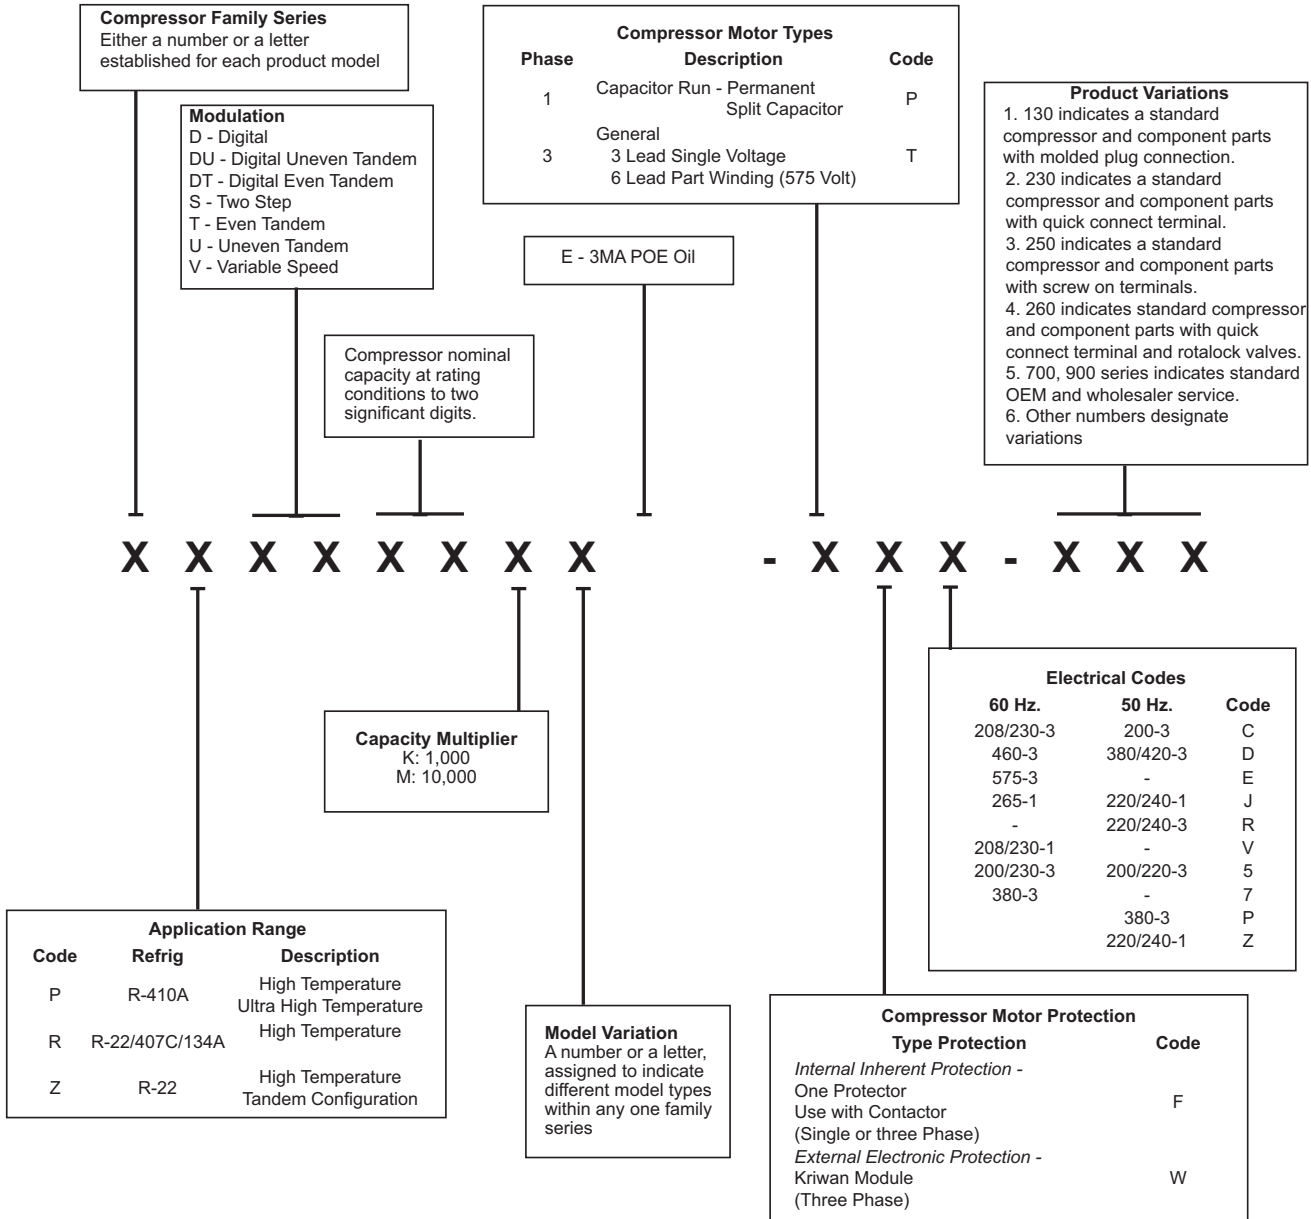 Compressor Family Series
Either a number or a letter
established for each product model
Modulation
D - Digital
DU - Digital Uneven Tandem
DT - Digital Even Tandem
S - Two Step
T - Even Tandem
U - Uneven Tandem
V - Variable Speed
Compressor nominal
capacity at rating
conditions to two
significant digits.
Compressor Motor Types
Phase Description Code
1 Capacitor Run - Permanent
Split Capacitor P
General
3 3 Lead Single Voltage T
6 Lead Part Winding (575 Volt)
E - 3MA POE Oil
Product Variations
1. 130 indicates a standard
compressor and component parts
with molded plug connection.
2. 230 indicates a standard
compressor and component parts
with quick connect terminal.
3. 250 indicates a standard
compressor and component parts
with screw on terminals.
4. 260 indicates standard compressor
and component parts with quick
connect terminal and rotalock valves.
5. 700, 900 series indicates standard
OEM and wholesaler service.
6. Other numbers designate
variations
X X X X X X X X - X X X - X X X
Capacity Multiplier
K: 1,000
M: 10,000
Application Range
Code Refrig Description
P R-410A High Temperature
Ultra High Temperature
R R-22/407C/134A High Temperature
Z R-22 High Temperature
Tandem Configuration
Model Variation
A number or a letter,
assigned to indicate
different model types
within any one family
series
Electrical Codes
60 Hz. 50 Hz. Code
208/230-3 200-3 C
460-3 380/420-3 D
575-3 - E
265-1 220/240-1 J
- 220/240-3 R
208/230-1 - V
200/230-3 200/220-3 5
380-3 - 7
380-3 P
220/240-1 Z
Compressor Motor Protection
Type Protection Code
Internal Inherent Protection -
One Protector
Use with Contactor F
(Single or three Phase)
External Electronic Protection -
Kriwan Module W
(Three Phase)